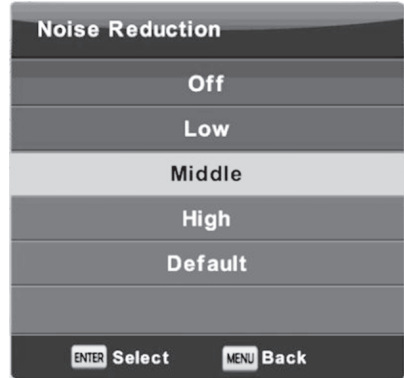 Noise Reduction
Off
Low
Middle
High
Default
ENTER Select MENU Back